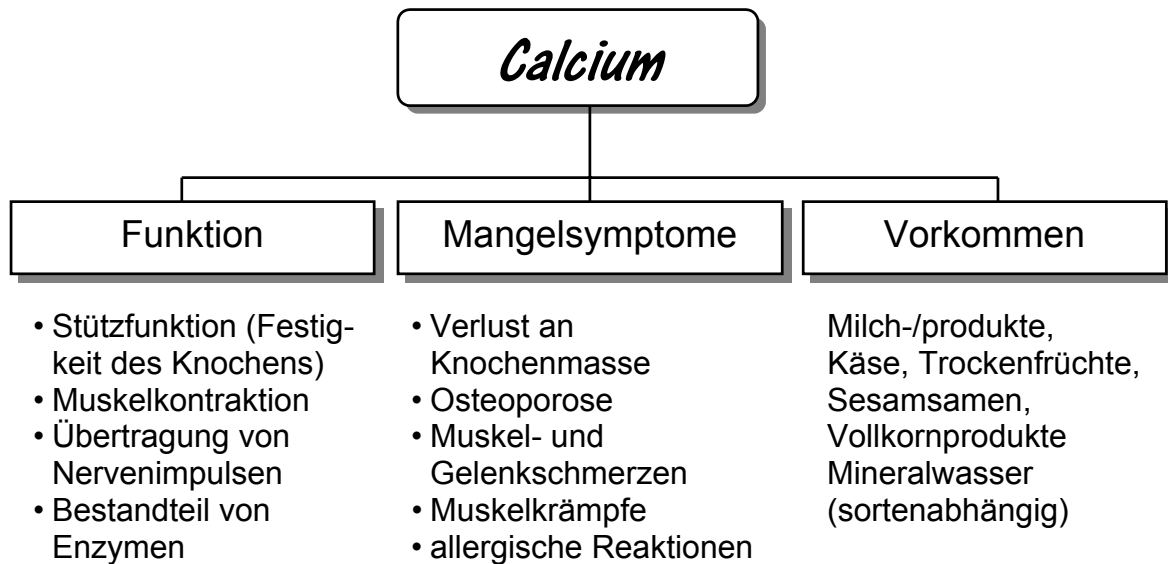 Calcium
Funktion
• Stützfunktion (Festig-
keit des Knochens)
• Muskelkontraktion
• Übertragung von
Nervenimpulsen
• Bestandteil von
Enzymen
Mangelsymptome
• Verlust an
Knochenmasse
• Osteoporose
• Muskel- und
Gelenkschmerzen
• Muskelkrämpfe
• allergische Reaktionen
Vorkommen
Milch-/produkte,
Käse, Trockenfrüchte,
Sesamsamen,
Vollkornprodukte
Mineralwasser
(sortenabhängig)